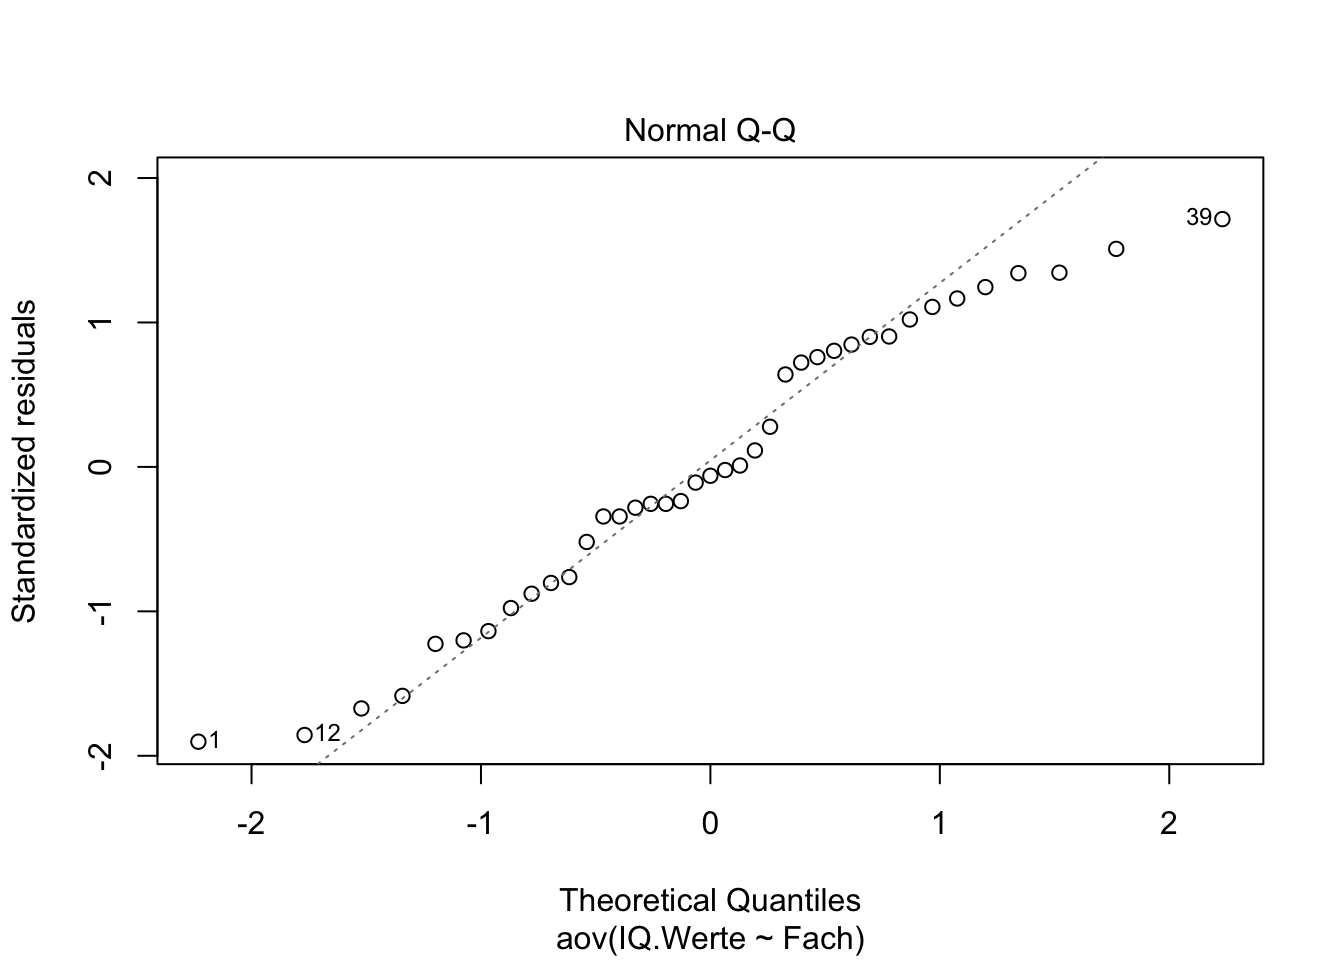 Normal Q-Q
Standardized residuals
2
1
0
-1
-2
39
12
1
-2 -1 0 1 2
Theoretical Quantiles
aov(IQ.Werte ~ Fach)